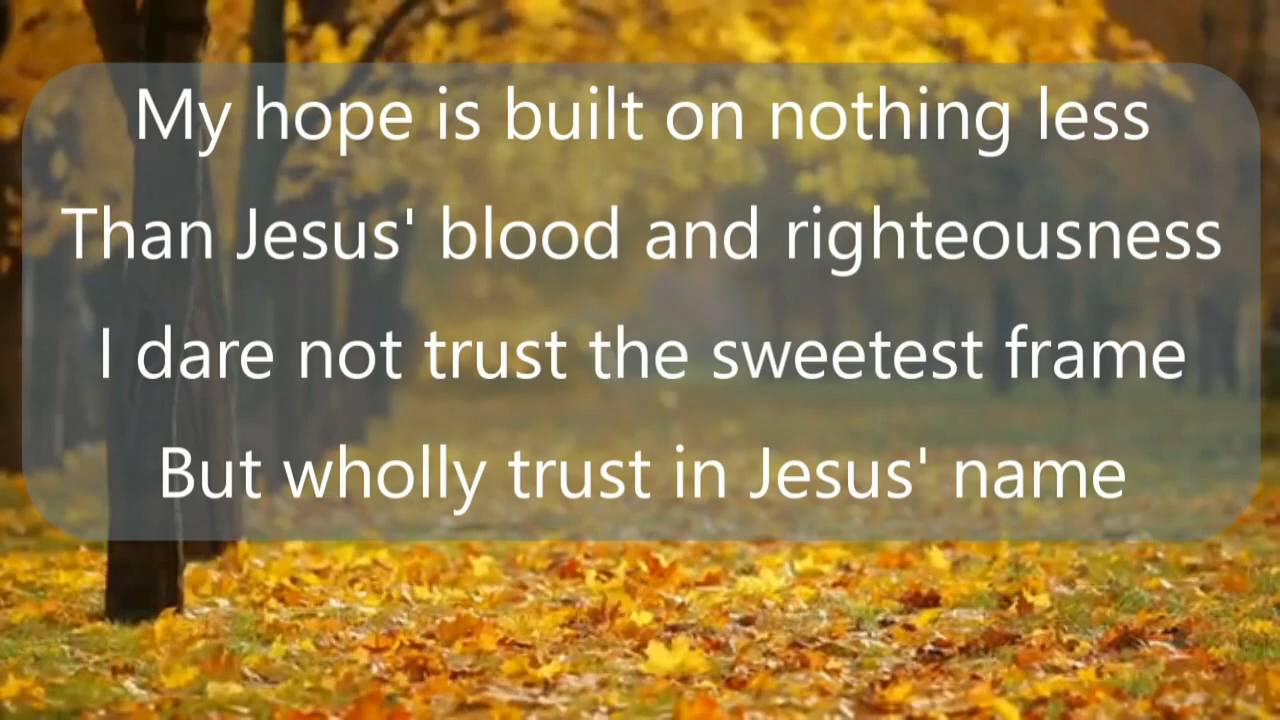 My hope is built on nothing less
Than Jesus' blood and righteousness
I dare not trust the sweetest frame
But wholly trust in Jesus' name